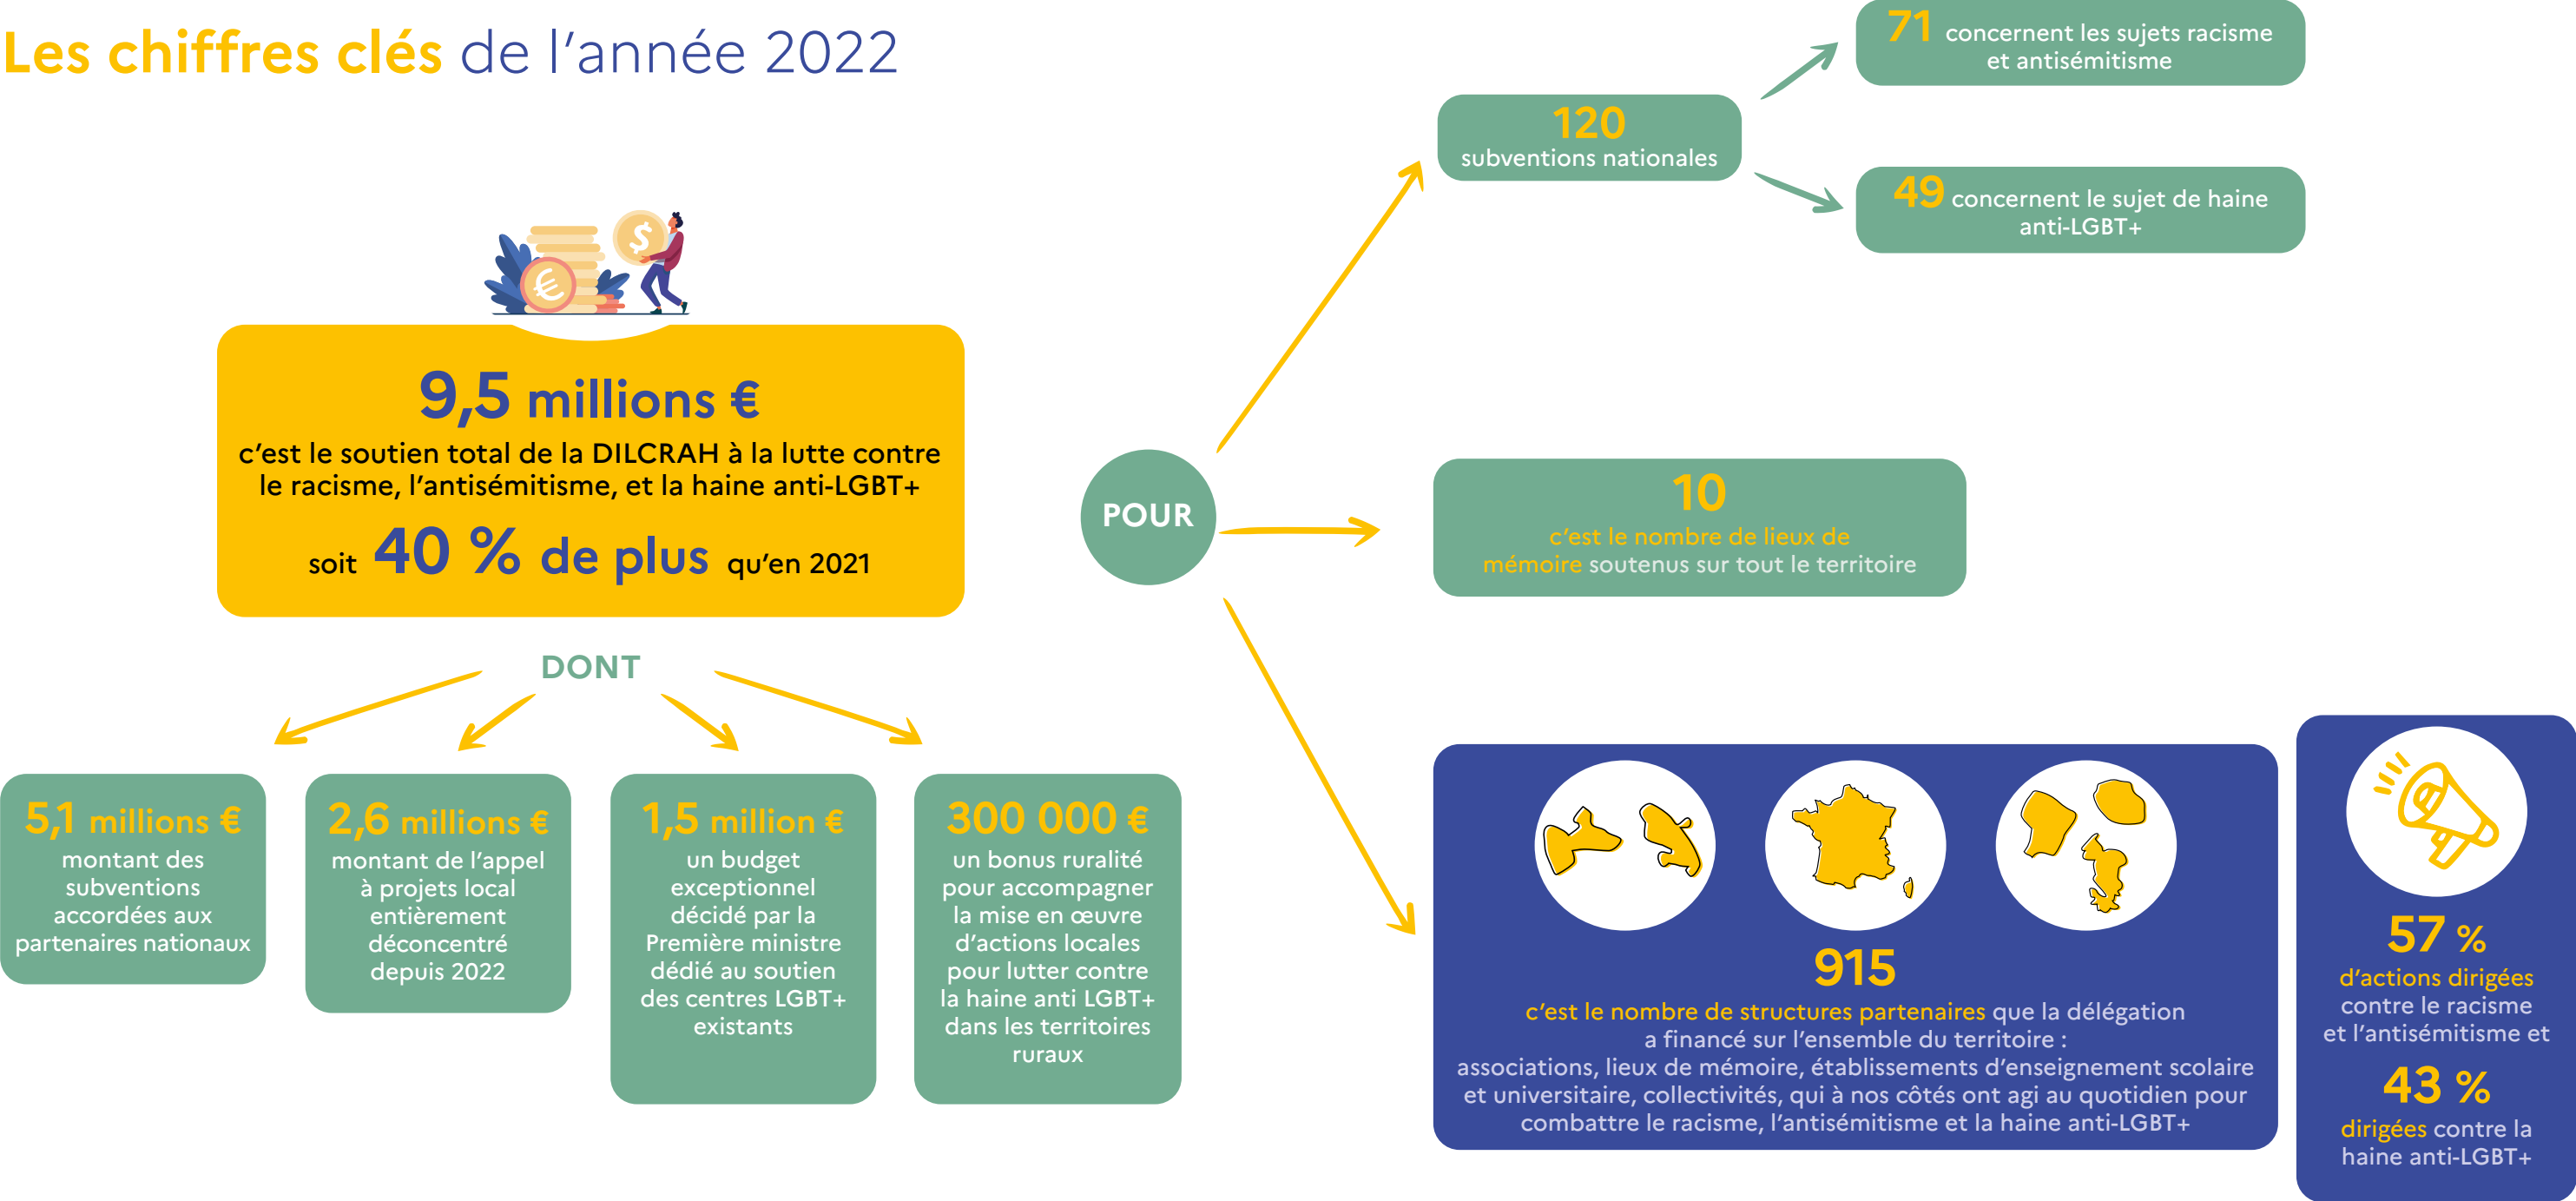 Les chiffres clés de l'année 2022
9,5 millions €
c'est le soutien total de la DILCRAH à la lutte contre
le racisme, l'antisémitisme, et la haine anti-LGBT+
soit 40 % de plus qu'en 2021
DONT
5,1 millions €
montant des
subventions
accordées aux
partenaires nationaux
2,6 millions €
montant de l'appel
à projets local
entièrement
déconcentré
depuis 2022
1,5 million €
un budget
exceptionnel
décidé par la
Première ministre
dédié au soutien
des centres LGBT+
existants
300 000 €
un bonus ruralité
pour accompagner
la mise en œuvre
d'actions locales
pour lutter contre
la haine anti LGBT+
dans les territoires
ruraux
POUR
120
subventions nationales
71 concernent les sujets racisme
et antisémitisme
49 concernent le sujet de haine
anti-LGBT+
10
c'est le nombre de lieux de
mémoire soutenus sur tout le territoire
915
c'est le nombre de structures partenaires que la délégation
a financé sur l'ensemble du territoire :
associations, lieux de mémoire, établissements d'enseignement scolaire
et universitaire, collectivités, qui à nos côtés ont agi au quotidien pour
combattre le racisme, l'antisémitisme et la haine anti-LGBT+
57 %
d'actions dirigées
contre le racisme
et l'antisémitisme et
43 %
dirigées contre la
haine anti-LGBT+